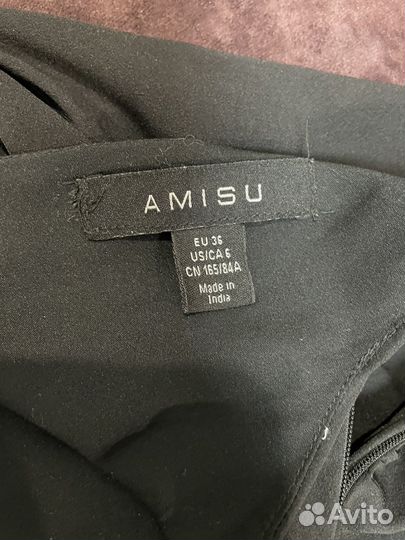 AMISU
EU 36
US/CA 6
CN 165/84A
Made in
India
Avito